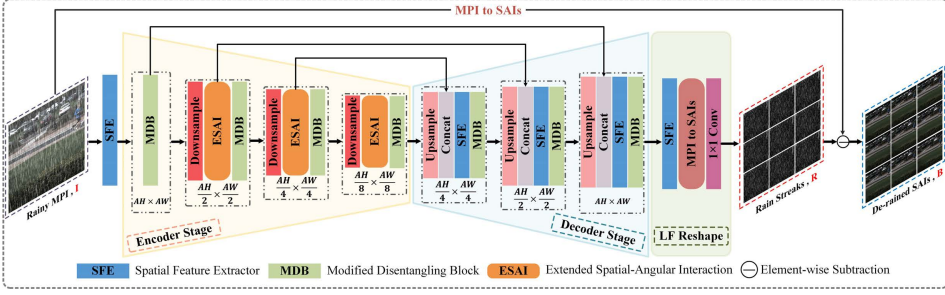 MPI to SAIs
Rainy MPI , I
SFE
MDB
AH × AW
Downsample
ESAI
MDB
AH/2 × AW/2
Downsample
ESAI
MDB
AH/4 × AW/4
Downsample
ESAI
MDB
AH/8 × AW/8
Encoder Stage
Upsample
Concat
SFE
MDB
AH/4 × AW/4
Upsample
Concat
SFE
MDB
AH/2 × AW/2
Upsample
Concat
SFE
MDB
AH × AW
Decoder Stage
SFE
MPI to SAIs
1×1 Conv
LF Reshape
Rain Streaks , R
De-rained SAIs , B
SFE Spatial Feature Extractor MDB Modified Disentangling Block ESAI Extended Spatial-Angular Interaction Element-wise Subtraction